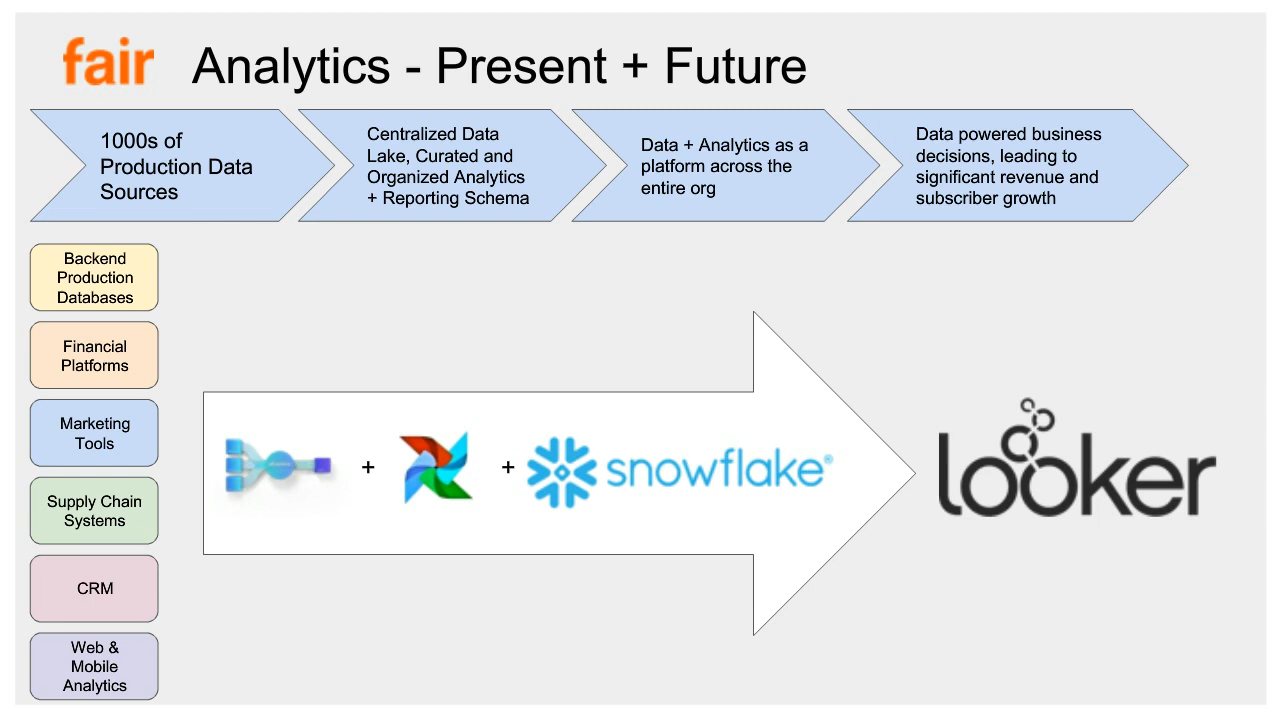 fair Analytics - Present + Future
1000s of
Production Data
Sources
Centralized Data
Lake, Curated and
Organized Analytics
+ Reporting Schema
Data + Analytics as a
platform across the
entire org
Data powered business
decisions, leading to
significant revenue and
subscriber growth
Backend
Production
Databases
Financial
Platforms
Marketing
Tools
Supply Chain
Systems
CRM
Web &
Mobile
Analytics
+ + snowflake®
looker